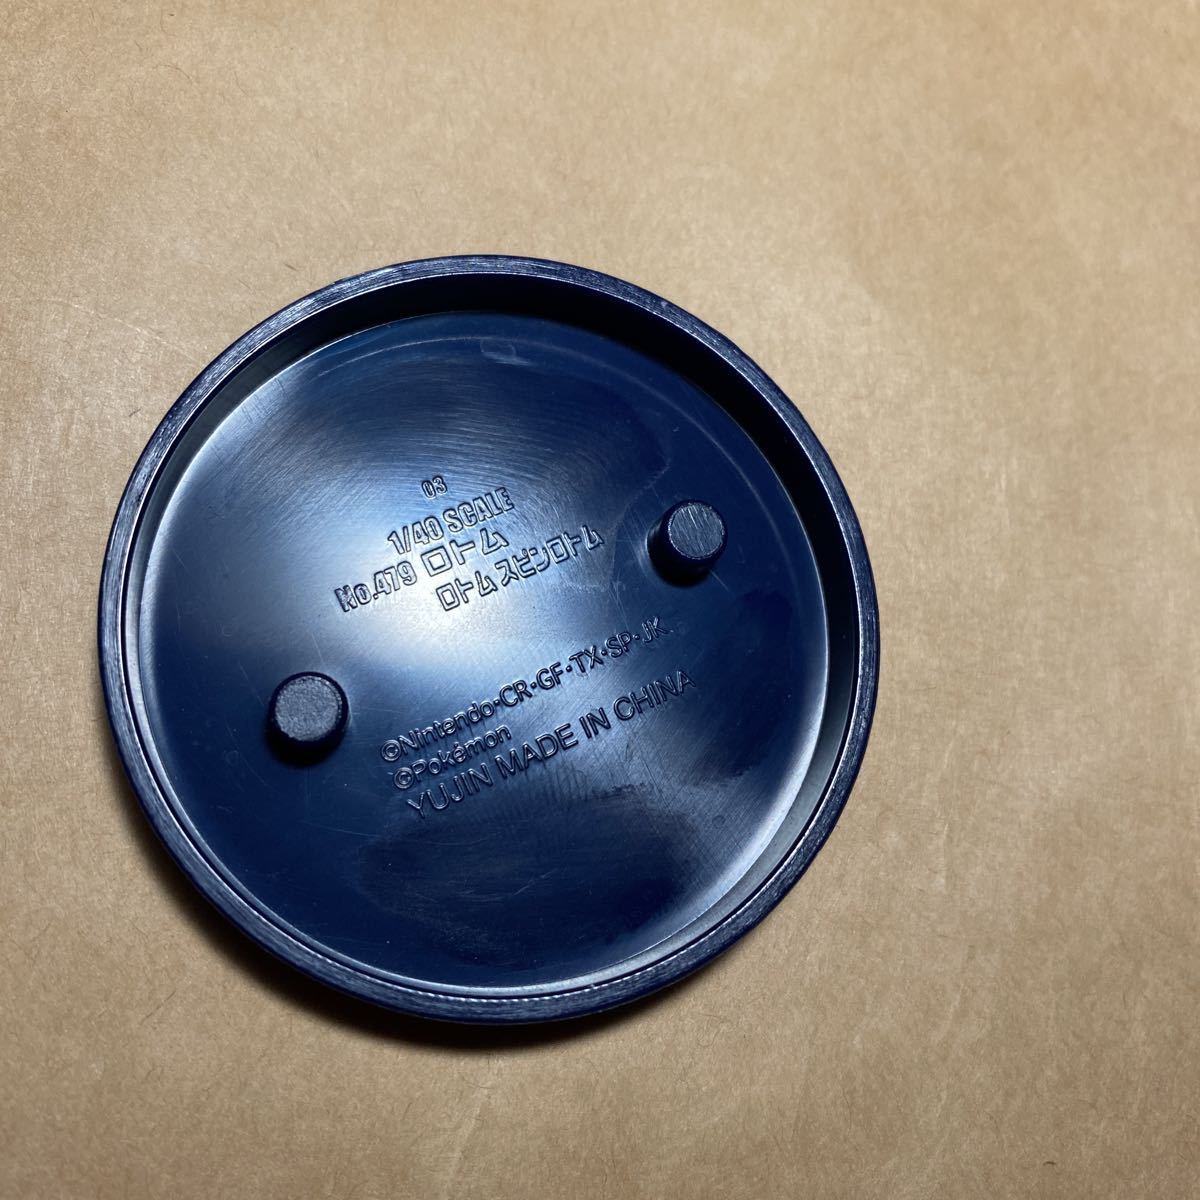 03
1/40 SCALE
No.479 ロトム
ロトム スピンロトム
©Nintendo・CR・GF・TX・SP・JK.
©Pokémon
YUJIN MADE IN CHINA